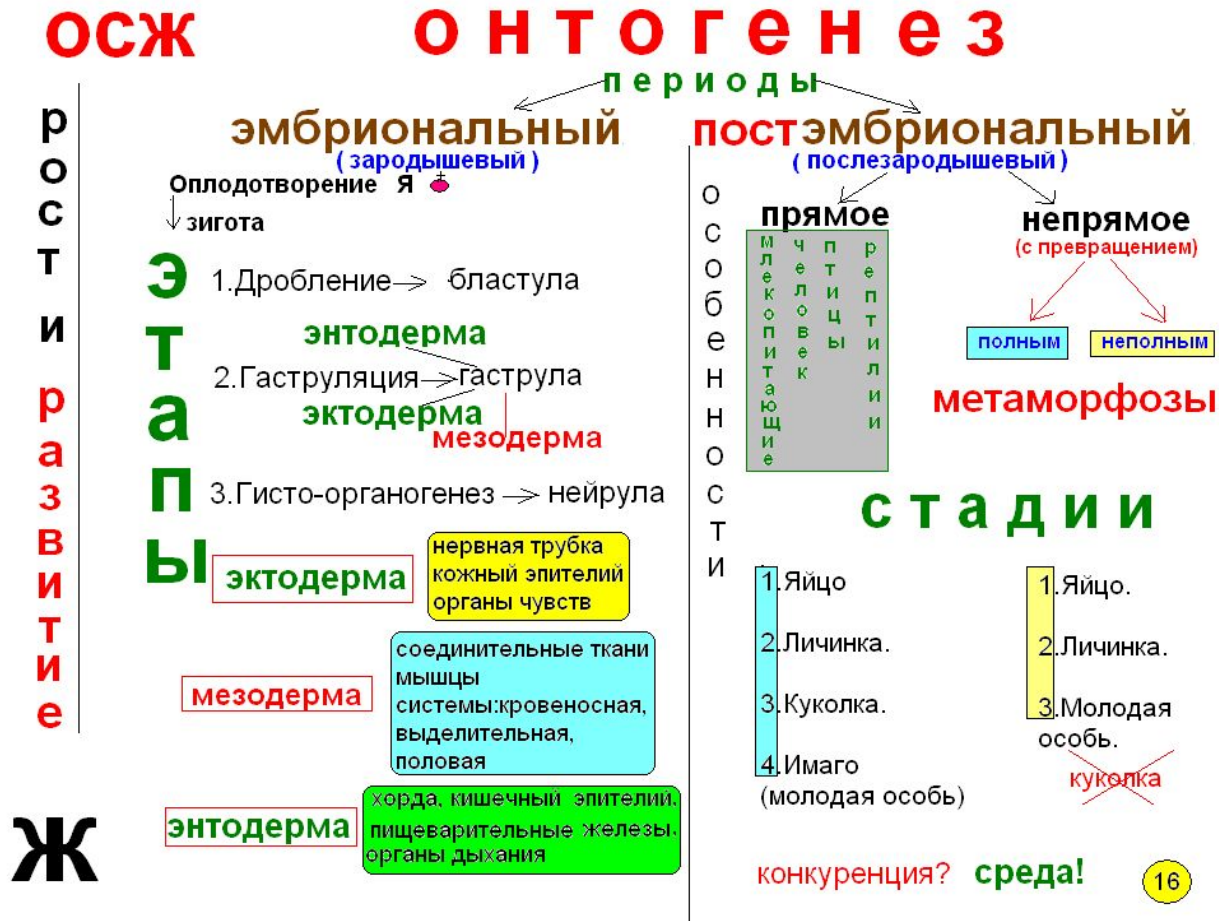 осж
онтогенез
периоды
рост и развитие
Ж
эмбриональный
( зародышевый )
Оплодотворение Я
зигота
этапы
1.Дробление бластула
энтодерма
2.Гаструляция гаструла
эктодерма
мезодерма
3.Гисто-органогенез нейрула
эктодерма
нервная трубка
кожный эпителий
органы чувств
мезодерма
соединительные ткани
мышцы
системы:кровеносная,
выделительная,
половая
энтодерма
хорда, кишечный эпителий.
пищеварительные железы.
органы дыхания
постэмбриональный
( послезародышевый )
особенности
прямое
млекопитающие
человек
птицы
рептилии
непрямое
(с превращением)
полным
неполным
метаморфозы
стадии
1.Яйцо
2.Личинка.
3.Куколка.
4.Имаго
(молодая особь)
1.Яйцо.
2.Личинка.
3.Молодая
особь.
куколка
конкуренция? среда!
16